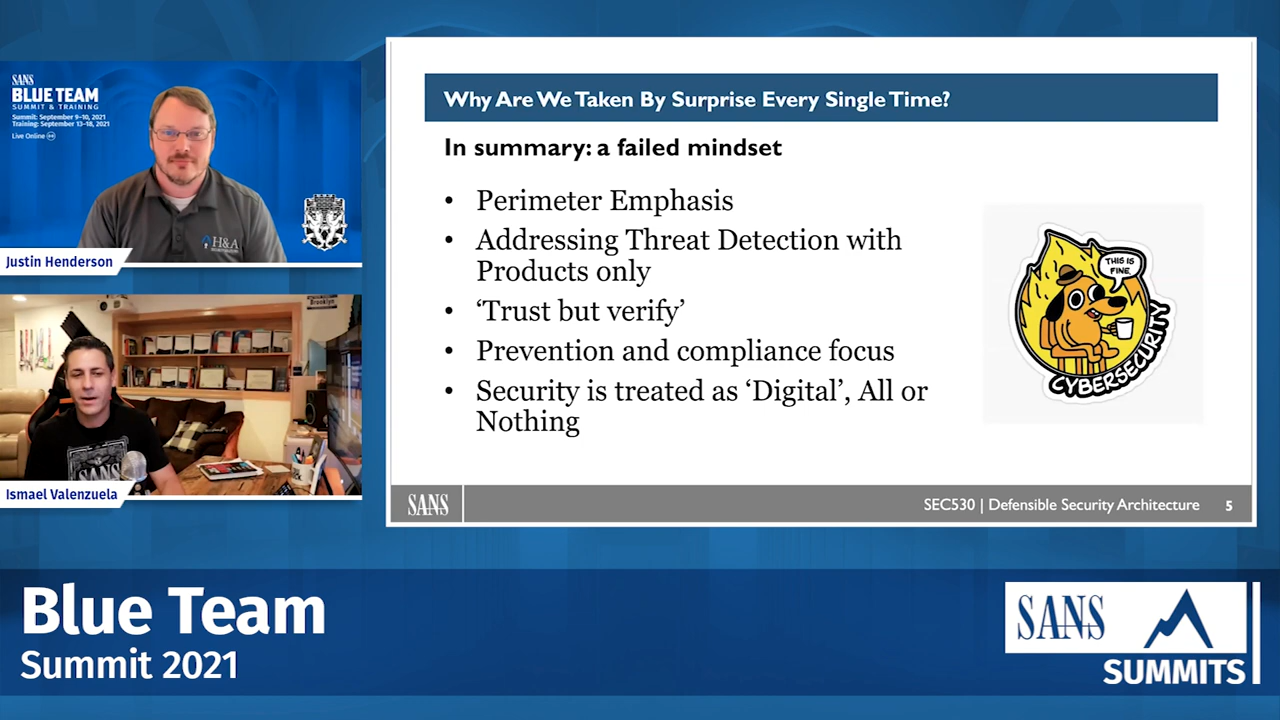 SANS
BLUE TEAM
SUMMIT & TRAINING
Summit: September 9-10, 2021
Training: September 13-18, 2021
Live Online
H&A
Justin Henderson
Brooklyn
SANS
Ismael Valenzuela
Why Are We Taken By Surprise Every Single Time?
In summary: a failed mindset
• Perimeter Emphasis
• Addressing Threat Detection with
Products only
• ‘Trust but verify’
• Prevention and compliance focus
• Security is treated as ‘Digital’, All or
Nothing
THIS IS
FINE.
CYBERSECURITY
SANS
SEC530 | Defensible Security Architecture 5
Blue Team
Summit 2021
SANS
SUMMITS